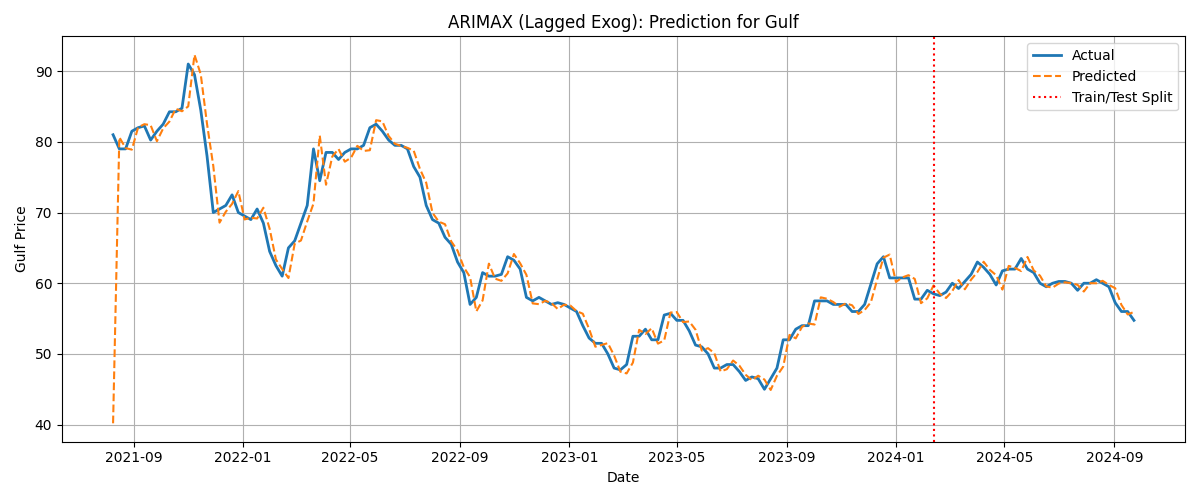 ARIMAX (Lagged Exog): Prediction for Gulf
Actual
Predicted
Train/Test Split
Gulf Price
90
80
70
60
50
40
2021-09
2022-01
2022-05
2022-09
2023-01
2023-05
2023-09
2024-01
2024-05
2024-09
Date